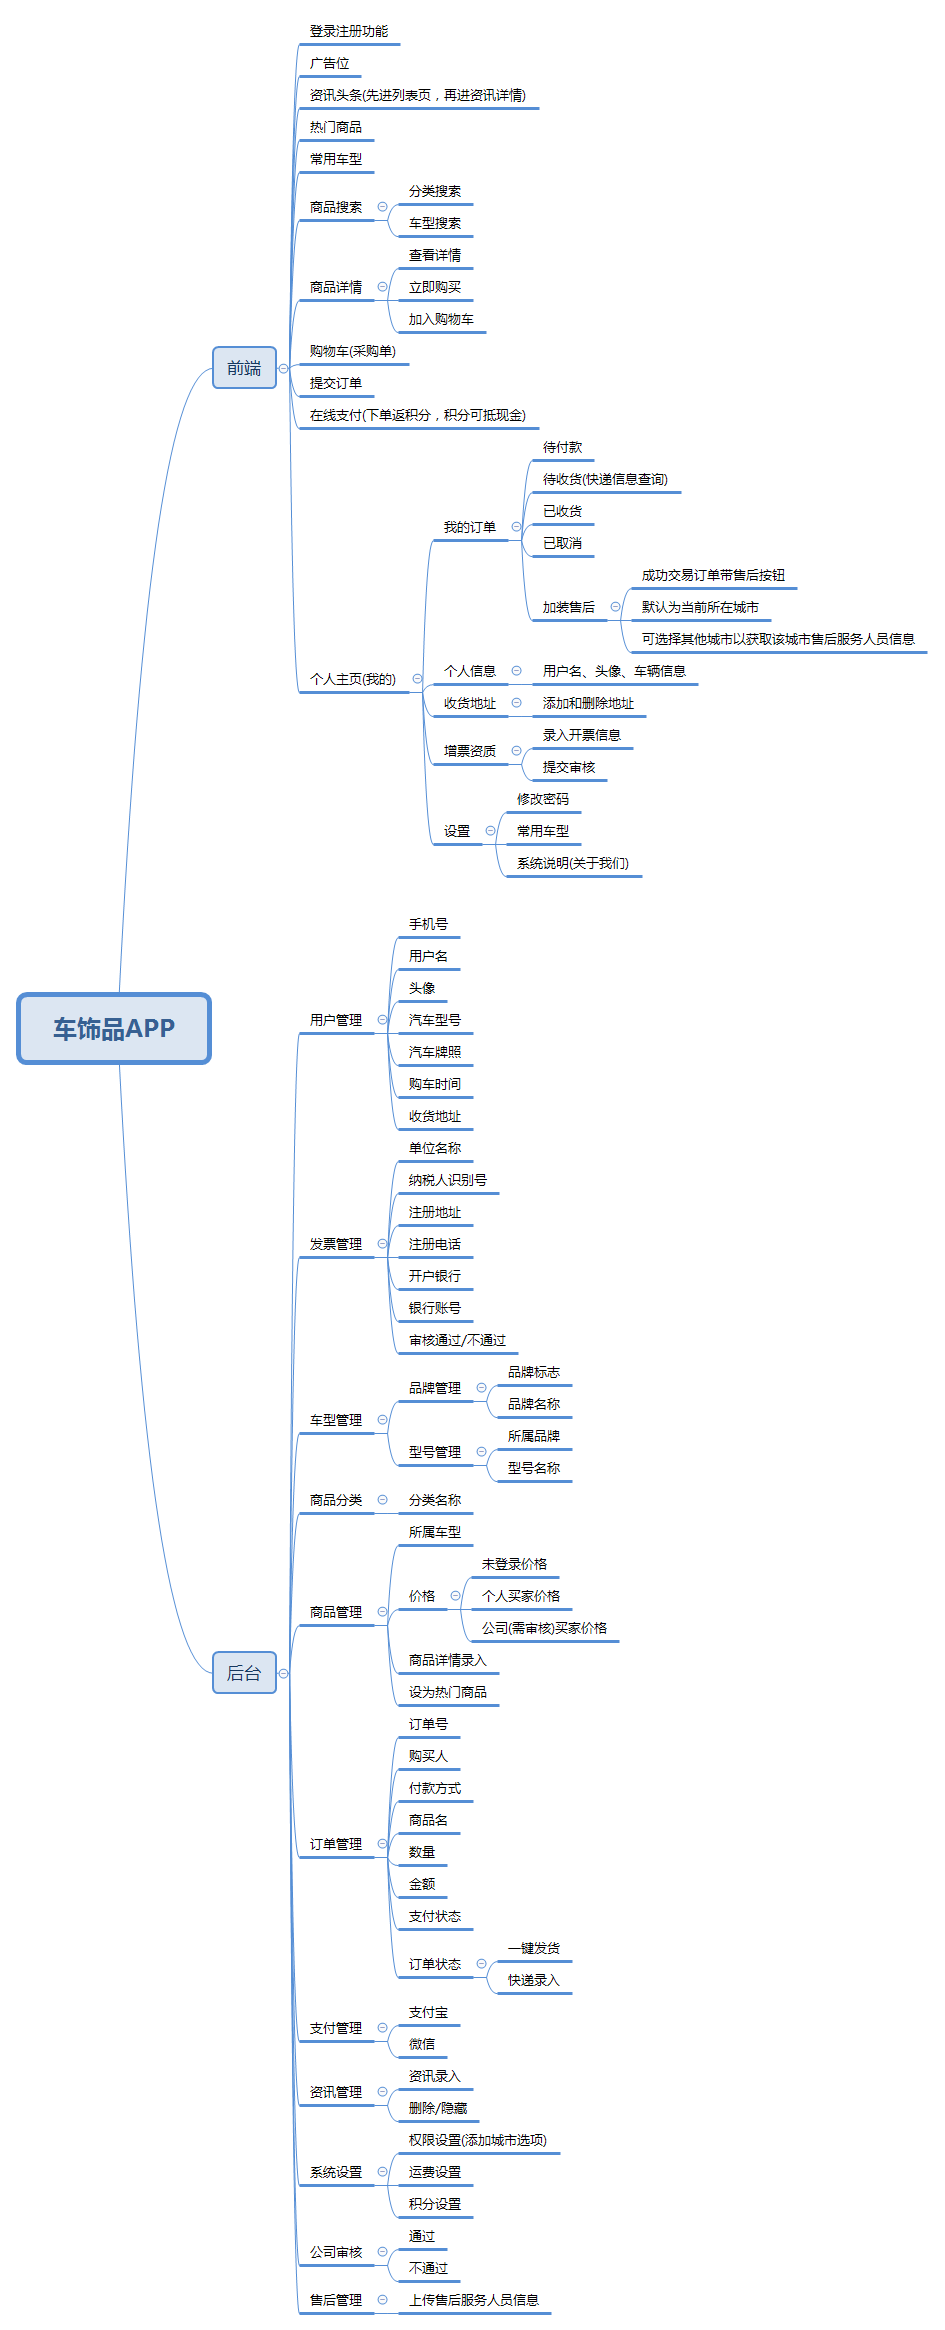 车饰品APP
前端
登录注册功能
广告位
资讯头条(先进列表页，再进资讯详情)
热门商品
常用车型
商品搜索
分类搜索
车型搜索
商品详情
查看详情
立即购买
加入购物车
购物车(采购单)
提交订单
在线支付(下单返积分，积分可抵现金)
个人主页(我的)
我的订单
待付款
待收货(快递信息查询)
已收货
已取消
加装售后
成功交易订单带售后按钮
默认为当前所在城市
可选择其他城市以获取该城市售后服务人员信息
个人信息
用户名、头像、车辆信息
收货地址
添加和删除地址
增票资质
录入开票信息
提交审核
设置
修改密码
常用车型
系统说明(关于我们)
后台
用户管理
手机号
用户名
头像
汽车型号
汽车牌照
购车时间
收货地址
发票管理
单位名称
纳税人识别号
注册地址
注册电话
开户银行
银行账号
审核通过/不通过
车型管理
品牌管理
品牌标志
品牌名称
型号管理
所属品牌
型号名称
商品分类
分类名称
商品管理
所属车型
价格
未登录价格
个人买家价格
公司(需审核)买家价格
商品详情录入
设为热门商品
订单管理
订单号
购买人
付款方式
商品名
数量
金额
支付状态
订单状态
一键发货
快递录入
支付管理
支付宝
微信
资讯管理
资讯录入
删除/隐藏
系统设置
权限设置(添加城市选项)
运费设置
积分设置
公司审核
通过
不通过
售后管理
上传售后服务人员信息